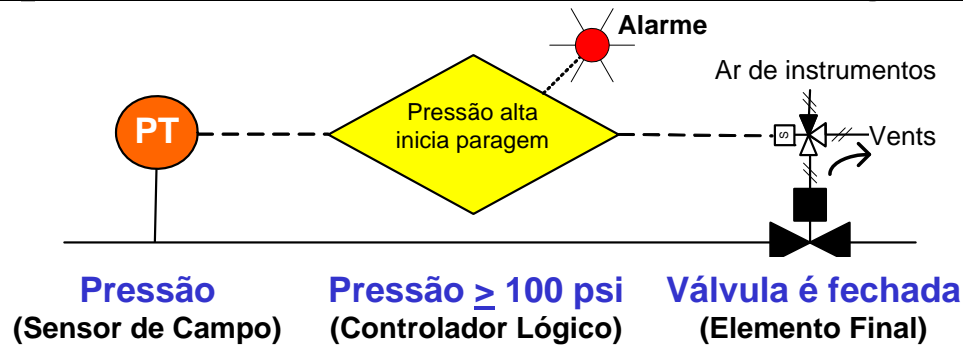 Alarme
Ar de instrumentos
PT
Pressão alta
inicia paragem
S
Vents
Pressão
(Sensor de Campo)
Pressão ≥ 100 psi
(Controlador Lógico)
Válvula é fechada
(Elemento Final)